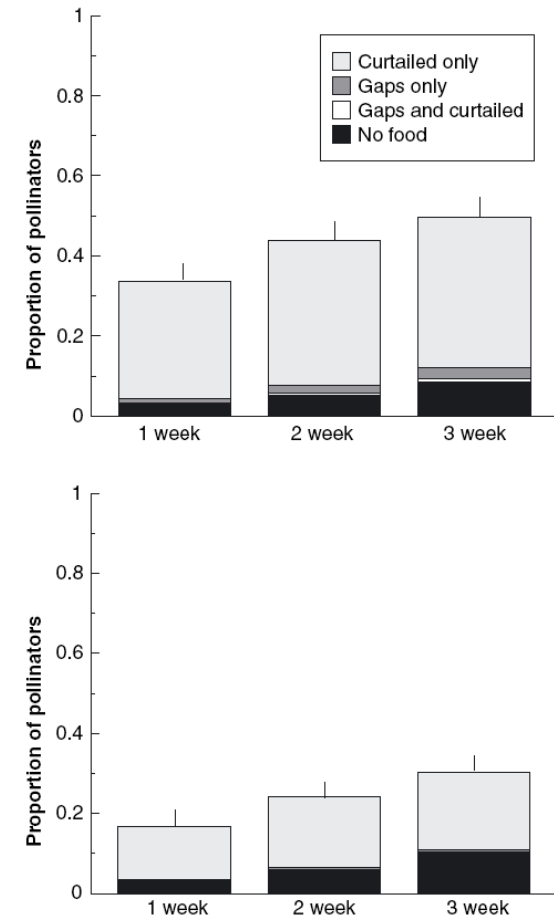 1
0.8
0.6
0.4
0.2
0
Proportion of pollinators
Curtailed only
Gaps only
Gaps and curtailed
No food
1 week
2 week
3 week
1
0.8
0.6
0.4
0.2
0
Proportion of pollinators
1 week
2 week
3 week